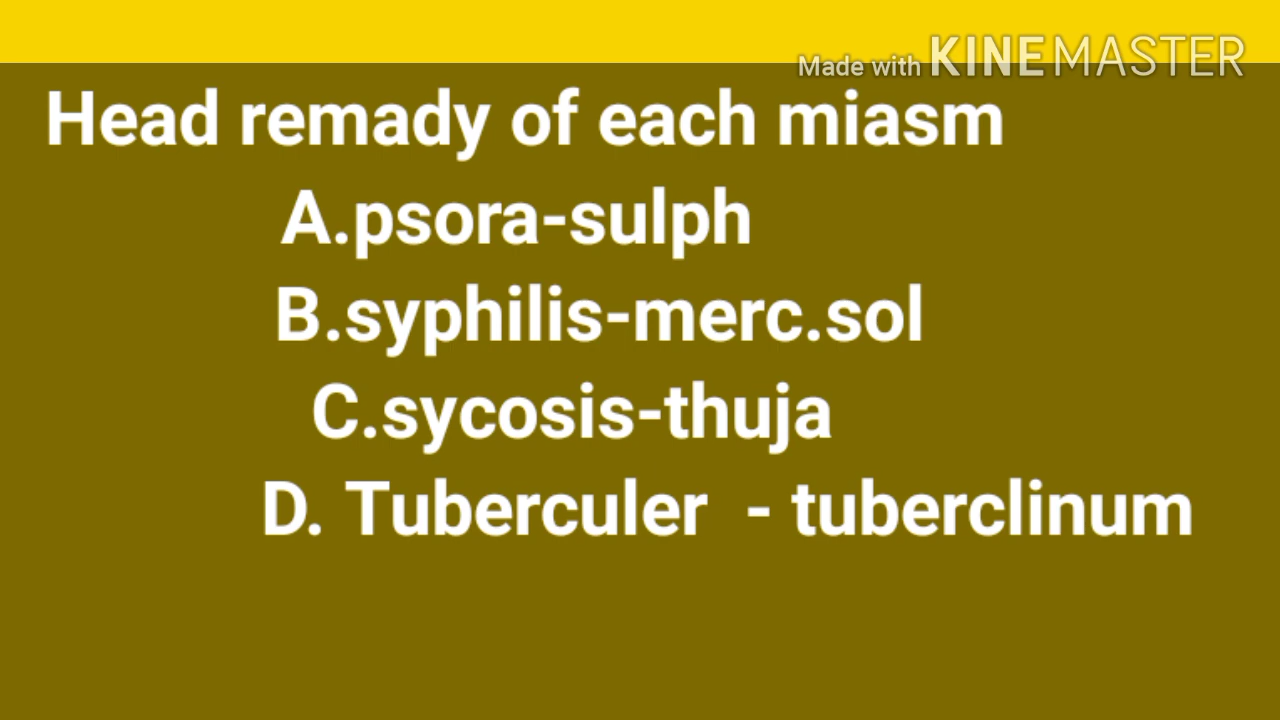 Made with KINEMASTER
Head remady of each miasm
A.psora-sulph
B.syphilis-merc.sol
C.sycosis-thuja
D. Tuberculer - tuberclinum